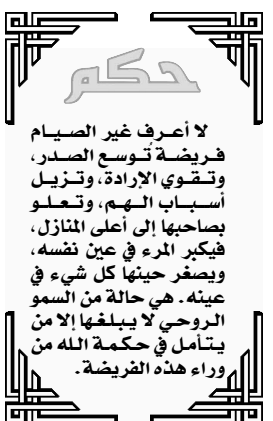 حكم
لا أعرف غير الصيام
فريضة تُوسع الصدر،
وتقوي الإرادة، وتزيل
أسباب الهم، وتعلو
بصاحبها إلى أعلى المنازل،
فيكبر المرء في عين نفسه،
ويصغر حينها كل شيء في
عينه. هي حالة من السمو
الروحي لا يبلغها إلا من
يتأمل في حكمة الله من
وراء هذه الفريضة.